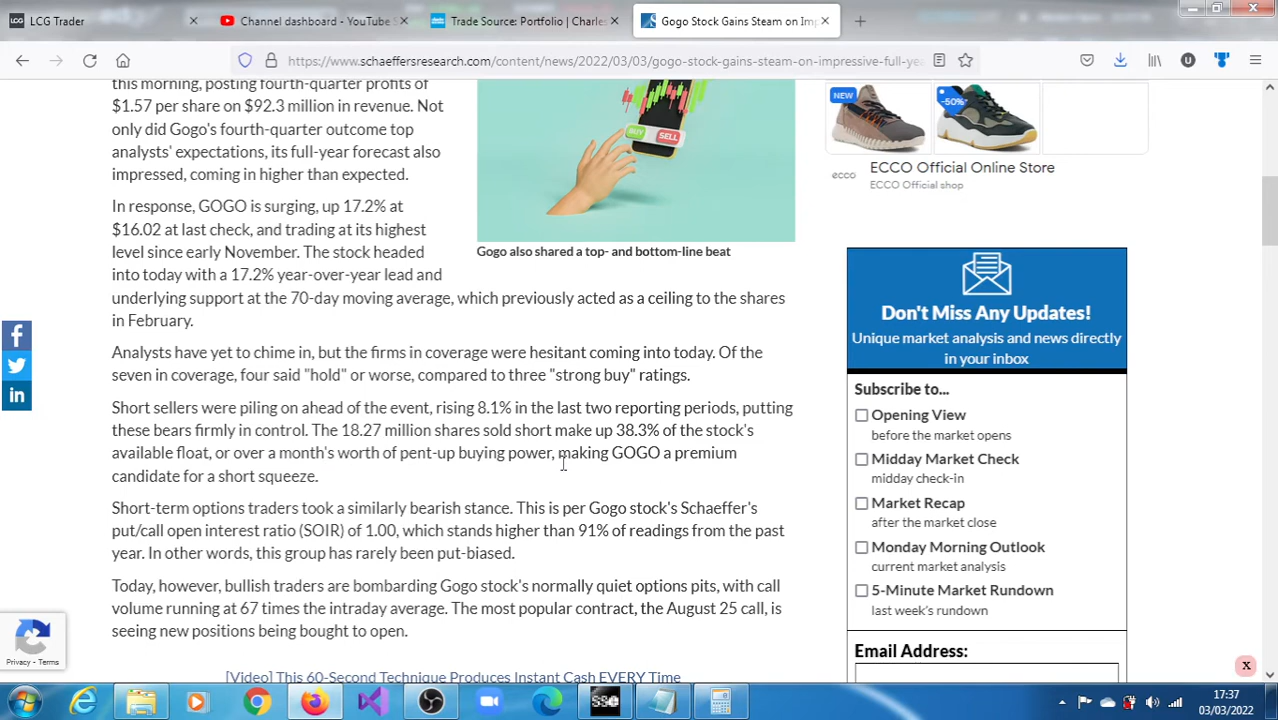 LCG Trader
Channel dashboard - YouTube S
Trade Source: Portfolio | Charles
Gogo Stock Gains Steam on Imp
https://www.schaeffersresearch.com/content/news/2022/03/03/gogo-stock-gains-steam-on-impressive-full-ye
this morning, posting fourth-quarter profits of
$1.57 per share on $92.3 million in revenue. Not
only did Gogo's fourth-quarter outcome top
analysts' expectations, its full-year forecast also
impressed, coming in higher than expected.
In response, GOGO is surging, up 17.2% at
$16.02 at last check, and trading at its highest
level since early November. The stock headed
into today with a 17.2% year-over-year lead and
underlying support at the 70-day moving average, which previously acted as a ceiling to the shares
in February.
BUY
SELL
Gogo also shared a top- and bottom-line beat
Analysts have yet to chime in, but the firms in coverage were hesitant coming into today. Of the
seven in coverage, four said "hold" or worse, compared to three "strong buy" ratings.
Short sellers were piling on ahead of the event, rising 8.1% in the last two reporting periods, putting
these bears firmly in control. The 18.27 million shares sold short make up 38.3% of the stock's
available float, or over a month's worth of pent-up buying power, making GOGO a premium
candidate for a short squeeze.
Short-term options traders took a similarly bearish stance. This is per Gogo stock's Schaeffer's
put/call open interest ratio (SOIR) of 1.00, which stands higher than 91% of readings from the past
year. In other words, this group has rarely been put-biased.
Today, however, bullish traders are bombarding Gogo stock's normally quiet options pits, with call
volume running at 67 times the intraday average. The most popular contract, the August 25 call, is
seeing new positions being bought to open.
[Video] This 60-Second Technique Produces Instant Cash EVERY Time
NEW
-50%
ecco
ECCO Official Online Store
ECCO Official shop
Don't Miss Any Updates!
Unique market analysis and news directly
in your inbox
Subscribe to...
Opening View
before the market opens
Midday Market Check
midday check-in
Market Recap
after the market close
Monday Morning Outlook
current market analysis
5-Minute Market Rundown
last week's rundown
Email Address:
Privacy - Terms
x
17:37
03/03/2022